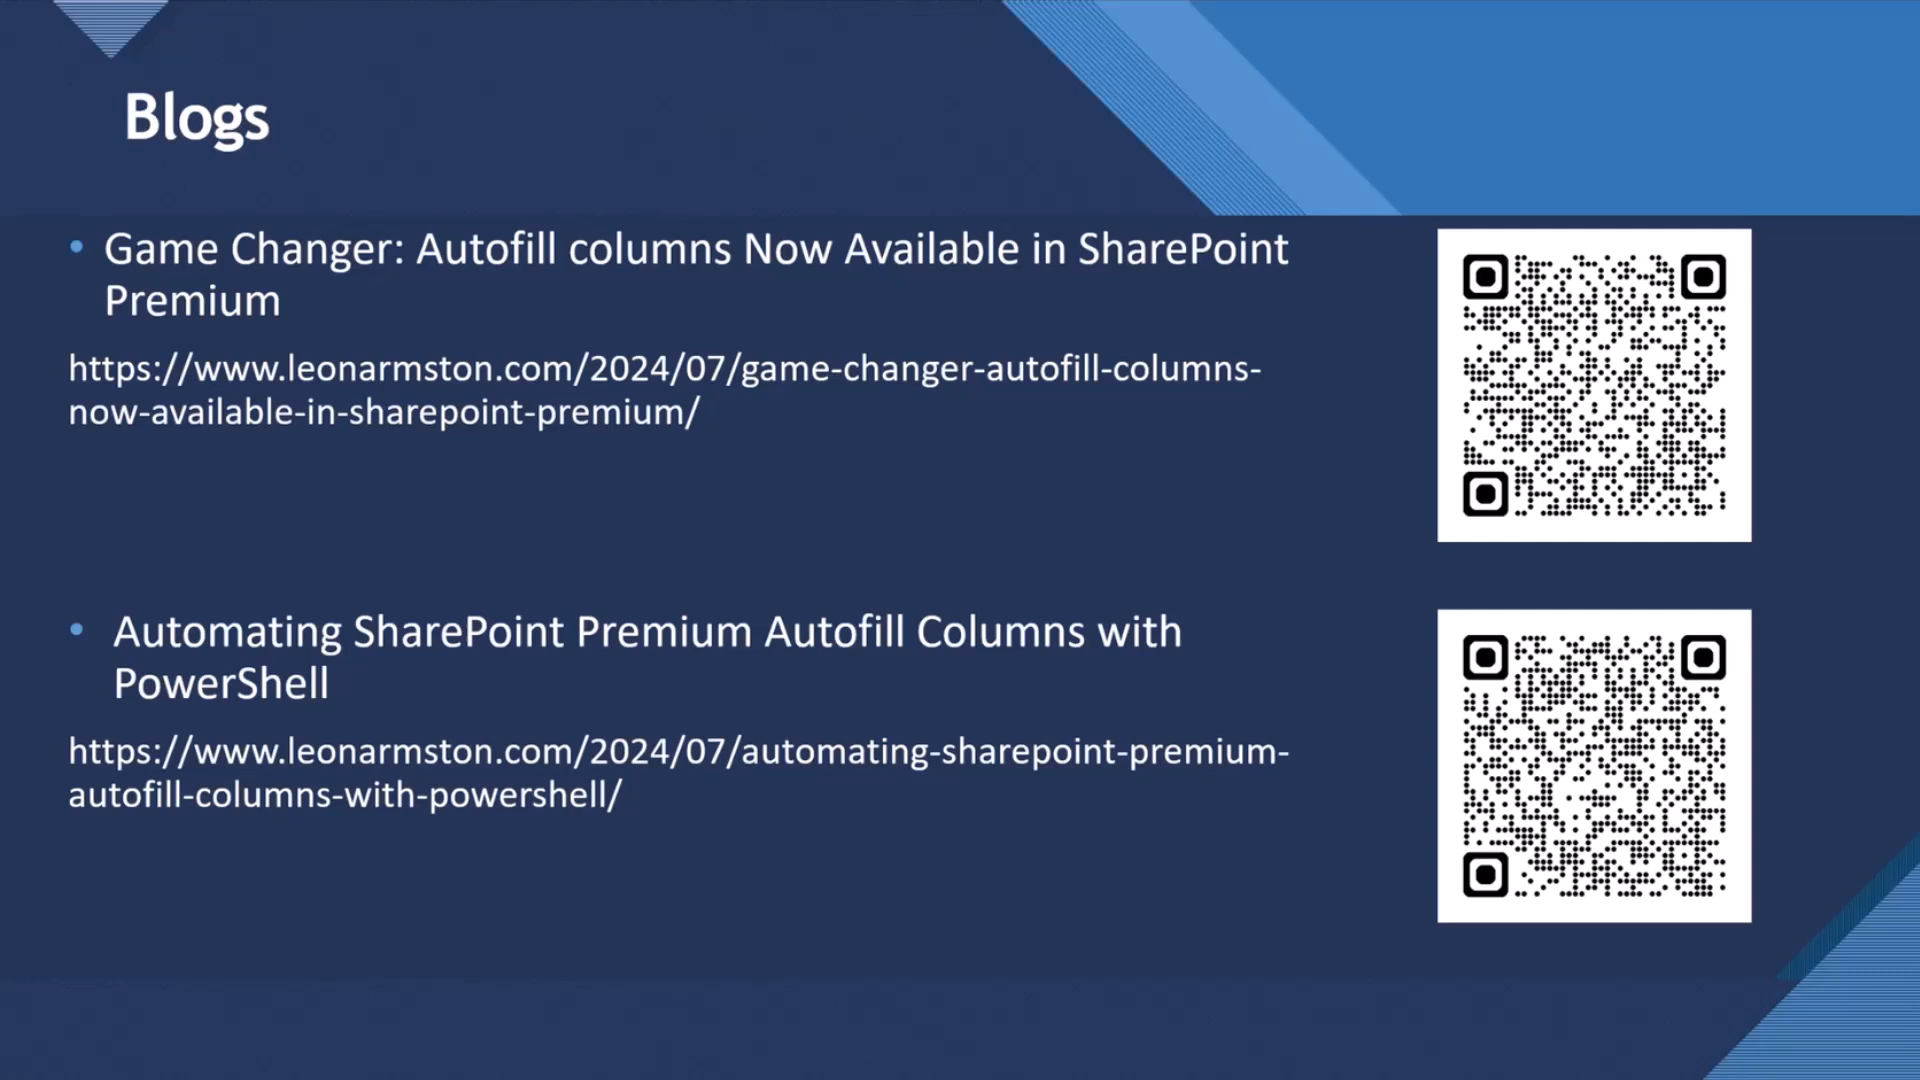 Blogs
• Game Changer: Autofill columns Now Available in SharePoint
Premium
https://www.leonarmston.com/2024/07/game-changer-autofill-columns-
now-available-in-sharepoint-premium/
• Automating SharePoint Premium Autofill Columns with
PowerShell
https://www.leonarmston.com/2024/07/automating-sharepoint-premium-
autofill-columns-with-powershell/